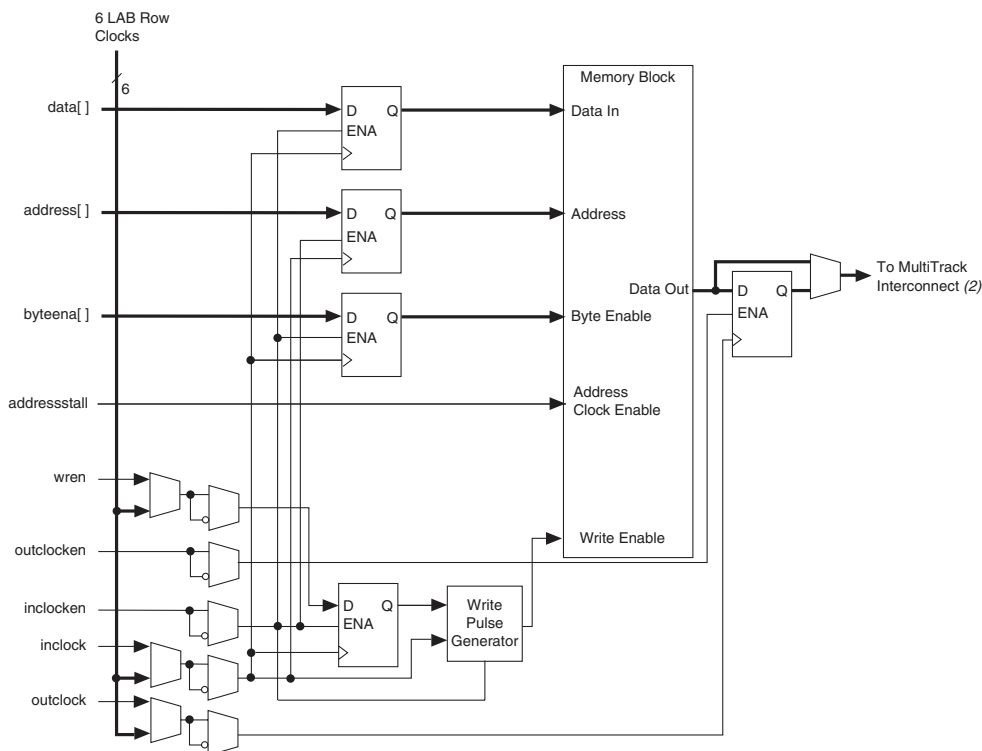 6 LAB Row
Clocks
6
Memory Block
data[ ]
D Q
ENA
Data In
address[ ]
D Q
ENA
Address
To MultiTrack
Interconnect (2)
Data Out
D Q
ENA
byteena[ ]
D Q
ENA
Byte Enable
addressstall
Address
Clock Enable
wren
outclocken
Write Enable
inclocken
D Q
ENA
Write
Pulse
Generator
inclock
outclock